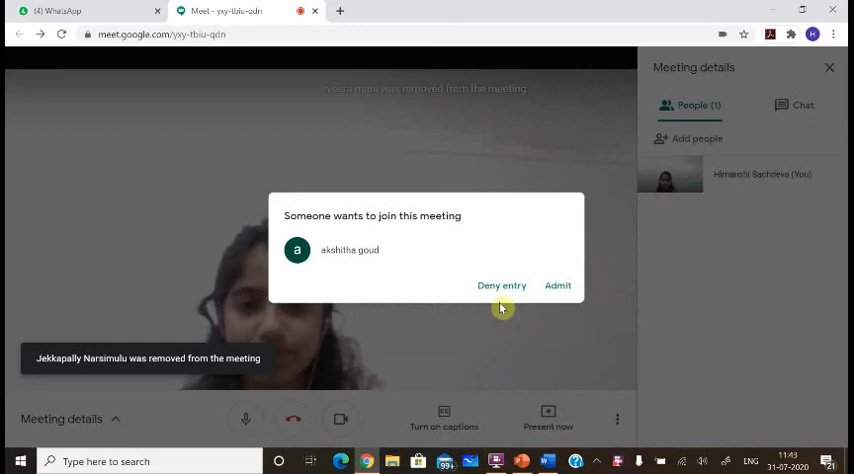 (4) WhatsApp
Meet - yxy-tbiu-qdn
meet.google.com/yxy-tbiu-qdn
H
veera mani was removed from the meeting
Meeting details
People (1)
Chat
Add people
Himanshi Sachdeva (You)
Someone wants to join this meeting
a
akshitha goud
Deny entry
Admit
Jekkapally Narsimulu was removed from the meeting
Meeting details
Turn on captions
Present now
Type here to search
99+
ENG
11:43
31-07-2020
21